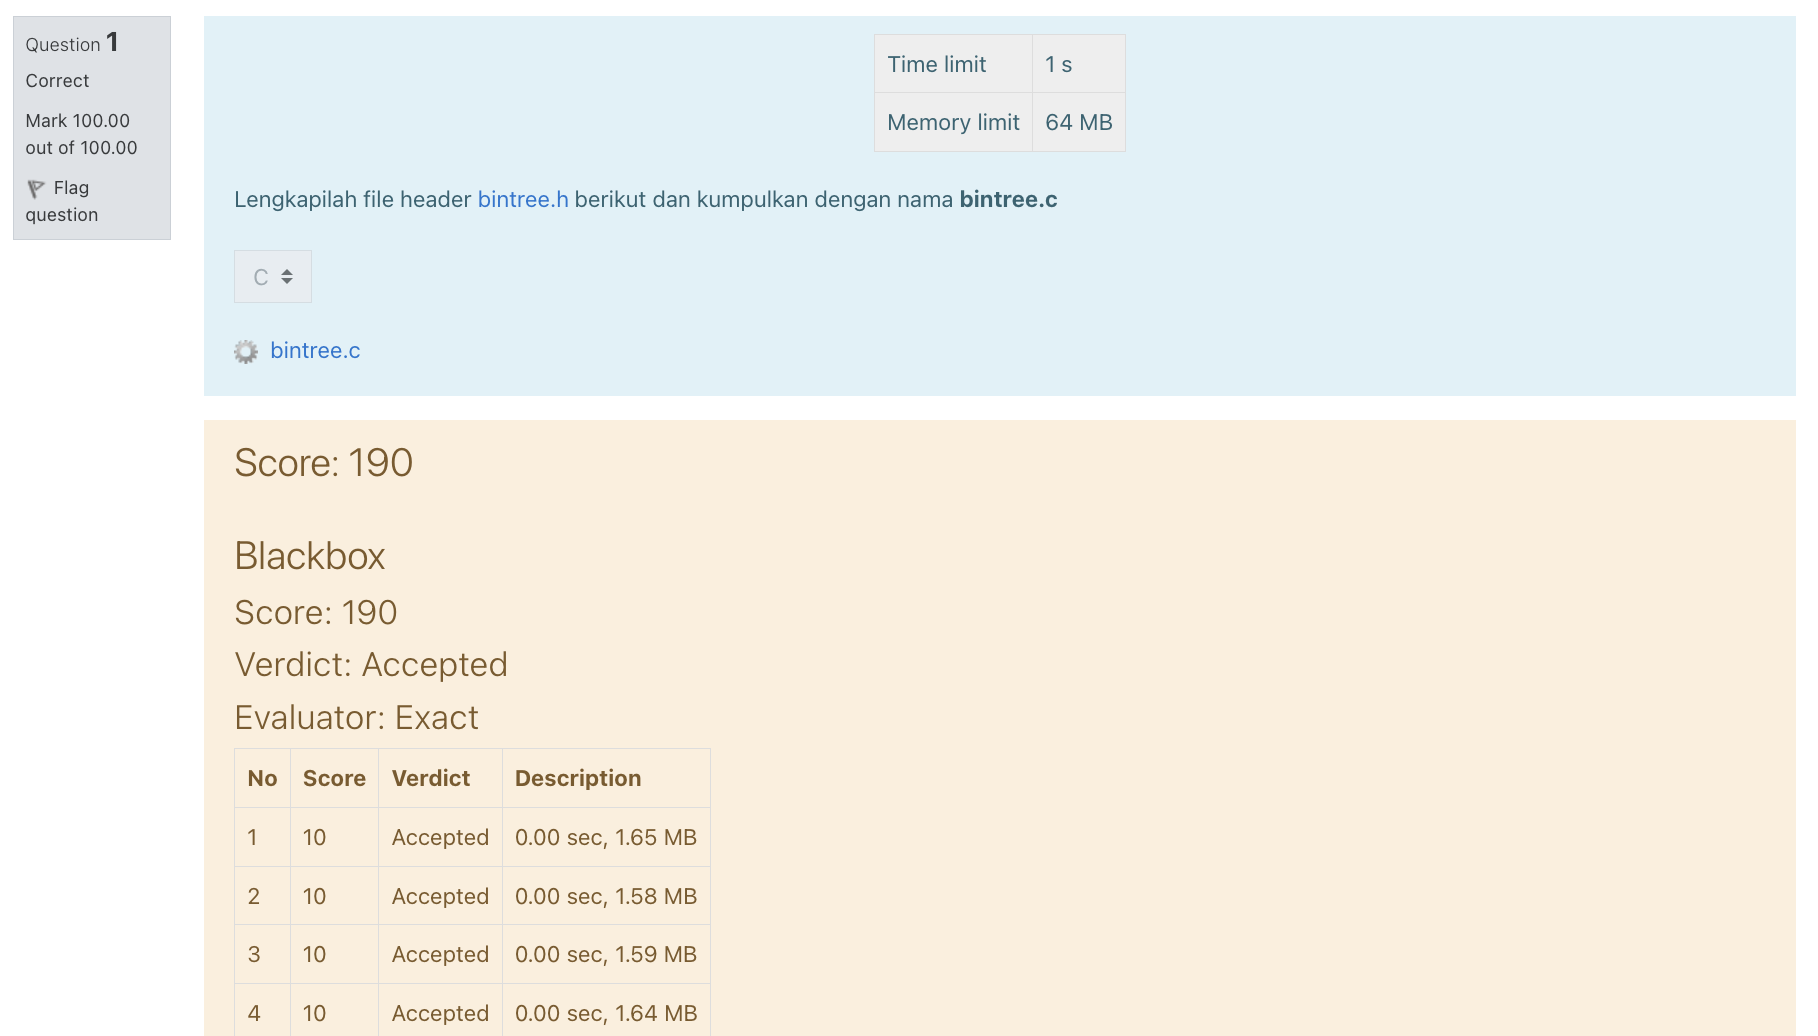 Question 1
Correct
Mark 100.00
out of 100.00
Flag
question
Time limit 1 s
Memory limit 64 MB
Lengkapilah file header bintree.h berikut dan kumpulkan dengan nama bintree.c
C
bintree.c
Score: 190
Blackbox
Score: 190
Verdict: Accepted
Evaluator: Exact
No Score Verdict Description
1 10 Accepted 0.00 sec, 1.65 MB
2 10 Accepted 0.00 sec, 1.58 MB
3 10 Accepted 0.00 sec, 1.59 MB
4 10 Accepted 0.00 sec, 1.64 MB